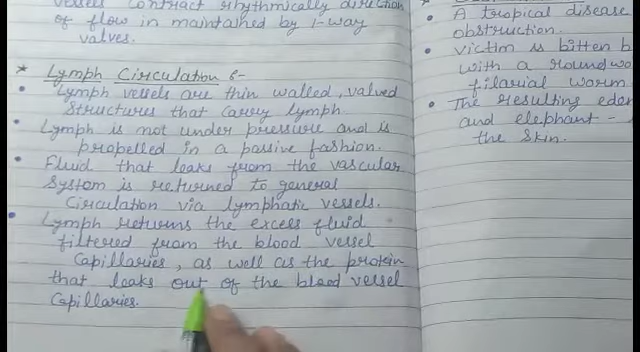 vessels contract rhythmically direction
of flow in maintained by 1-way
valves.
* Lymph Circulation :-
• Lymph vessels are thin walled, valved
structures that carry lymph
• Lymph is not under pressure and is
propelled in a passive fashion.
• Fluid that leaks from the vascular
system is returned to general
Circulation via lymphatic vessels.
• Lymph returns the excess fluid
filtered from the blood vessel
Capillaries, as well as the protein
that leaks out of the blood vessel
Capillaries.
• A tropical disease
obstruction.
• victim is bitten b
with a roundwo
filarial worm
• The resulting edem
and elephant-
the skin.